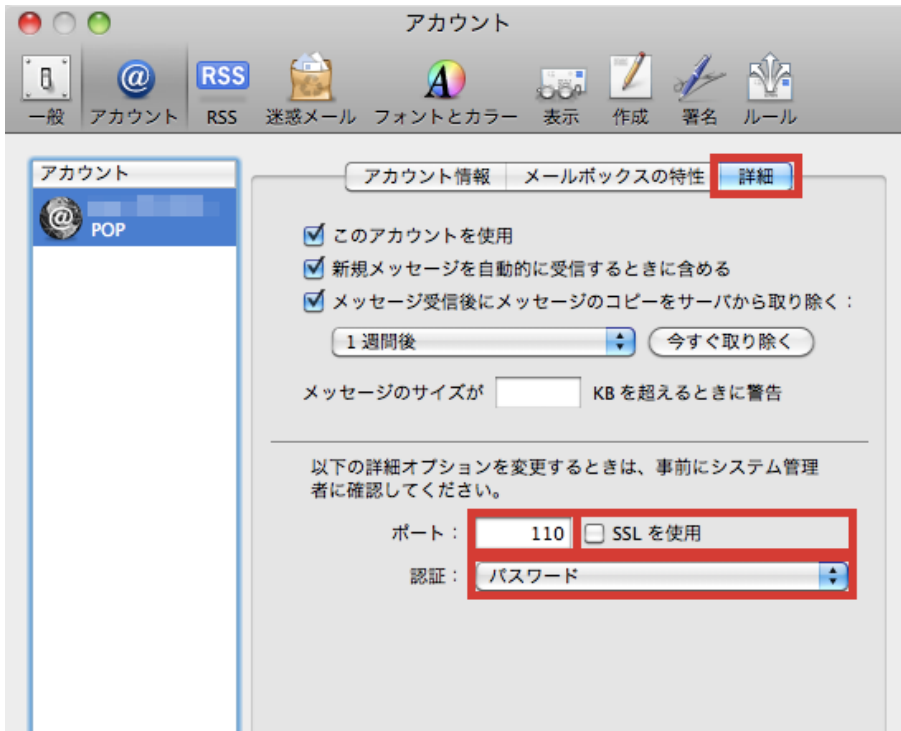 アカウント
一般
アカウント
RSS
RSS
迷惑メール
フォントとカラー
表示
作成
署名
ルール
アカウント
POP
アカウント情報
メールボックスの特性
詳細
このアカウントを使用
新規メッセージを自動的に受信するときに含める
メッセージ受信後にメッセージのコピーをサーバから取り除く：
1 週間後
今すぐ取り除く
メッセージのサイズが KB を超えるときに警告
以下の詳細オプションを変更するときは、事前にシステム管理
者に確認してください。
ポート： 110 SSL を使用
認証： パスワード